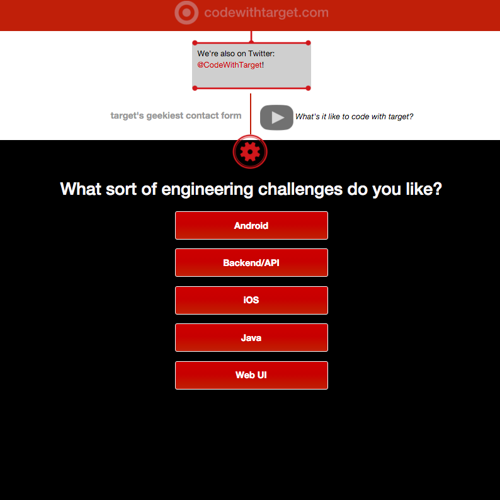 codewithtarget.com
We're also on Twitter:
@CodeWithTarget!
target's geekiest contact form
What's it like to code with target?
What sort of engineering challenges do you like?
Android
Backend/API
iOS
Java
Web UI